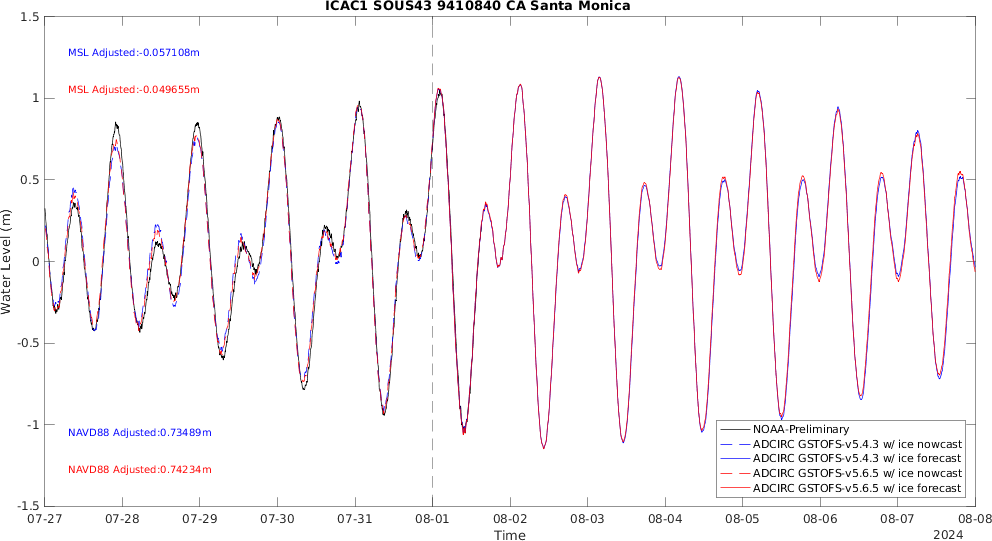 ICAC1 SOUS43 9410840 CA Santa Monica
1.5
1
0.5
0
-0.5
-1
-1.5
Water Level (m)
MSL Adjusted:-0.057108m
MSL Adjusted:-0.049655m
NAVD88 Adjusted:0.73489m
NAVD88 Adjusted:0.74234m
NOAA-Preliminary
ADCIRC GSTOFS-v5.4.3 w/ ice nowcast
ADCIRC GSTOFS-v5.4.3 w/ ice forecast
ADCIRC GSTOFS-v5.6.5 w/ ice nowcast
ADCIRC GSTOFS-v5.6.5 w/ ice forecast
07-27 07-28 07-29 07-30 07-31 08-01 08-02 08-03 08-04 08-05 08-06 08-07 08-08
Time
2024